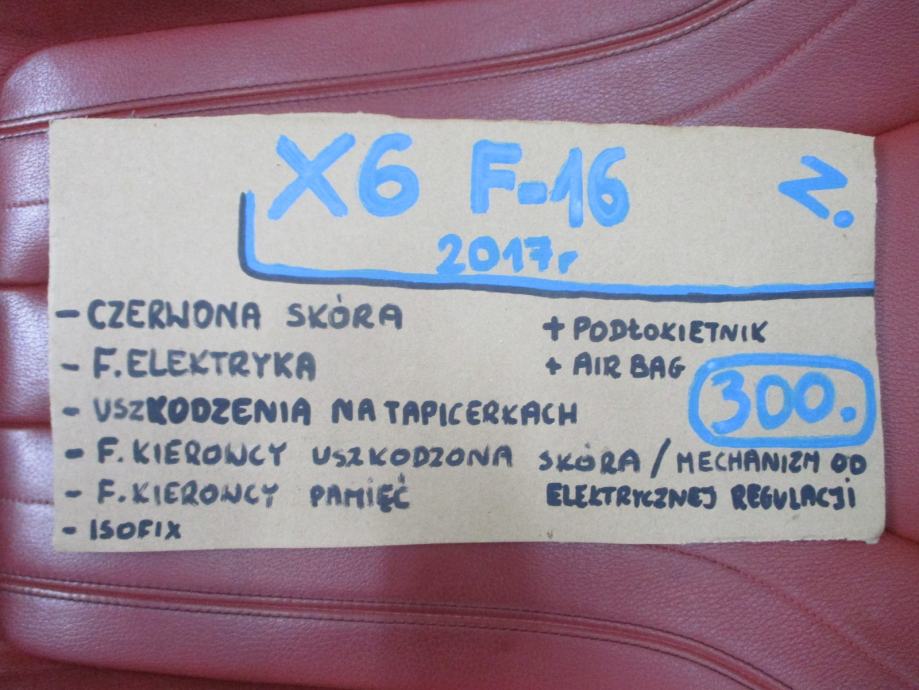 X6 F-16 Z.
2017r
- CZERWONA SKÓRA
- F.ELEKTRYKA
- USZKODZENIA NA TAPICERKACH
- F.KIEROWCY USZKODZONA SKÓRA / MECHANIZM OD
ELEKTRYCZNEJ REGULACJI
- F.KIEROWCY PAMIĘĆ
- ISOFIX
+ PODŁOKIETNIK
+ AIR BAG
300.